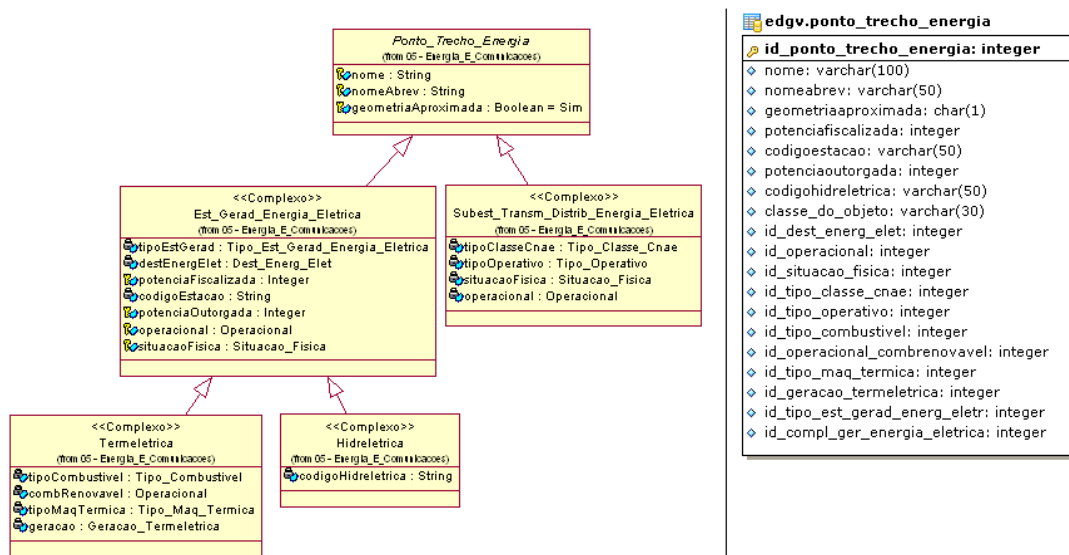 Ponto_Trecho_Energia
(from 05 - Energia_E_Comunicacoes)
nome : String
nomeAbrev : String
geometriaAproximada : Boolean = Sim
<<Complexo>>
Est_Gerad_Energia_Eletrica
(from 05 - Energia_E_Comunicacoes)
tipoEstGerad : Tipo_Est_Gerad_Energia_Eletrica
destEnergElet : Dest_Energ_Elet
potenciaFiscalizada : Integer
codigoEstacao : String
potenciaOutorgada : Integer
operacional : Operacional
situacaoFisica : Situacao_Fisica
<<Complexo>>
Subest_Transm_Distrib_Energia_Eletrica
(from 05 - Energia_E_Comunicacoes)
tipoClasseCnae : Tipo_Classe_Cnae
tipoOperativo : Tipo_Operativo
situacaoFisica : Situacao_Fisica
operacional : Operacional
<<Complexo>>
Termeletrica
(from 05 - Energia_E_Comunicacoes)
tipoCombustivel : Tipo_Combustivel
combRenovavel : Operacional
tipoMaqTermica : Tipo_Maq_Termica
geracao : Geracao_Termeletrica
<<Complexo>>
Hidreletrica
(from 05 - Energia_E_Comunicacoes)
codigoHidreletrica : String
edgv.ponto_trecho_energia
id_ponto_trecho_energia: integer
nome: varchar(100)
nomeabrev: varchar(50)
geometriaaproximada: char(1)
potenciafiscalizada: integer
codigoestacao: varchar(50)
potenciaoutorgada: integer
codigohidreletrica: varchar(50)
classe_do_objeto: varchar(30)
id_dest_energ_elet: integer
id_operacional: integer
id_situacao_fisica: integer
id_tipo_classe_cnae: integer
id_tipo_operativo: integer
id_tipo_combustivel: integer
id_operacional_combrenovavel: integer
id_tipo_maq_termica: integer
id_geracao_termeletrica: integer
id_tipo_est_gerad_energ_eletr: integer
id_compl_ger_energia_eletrica: integer